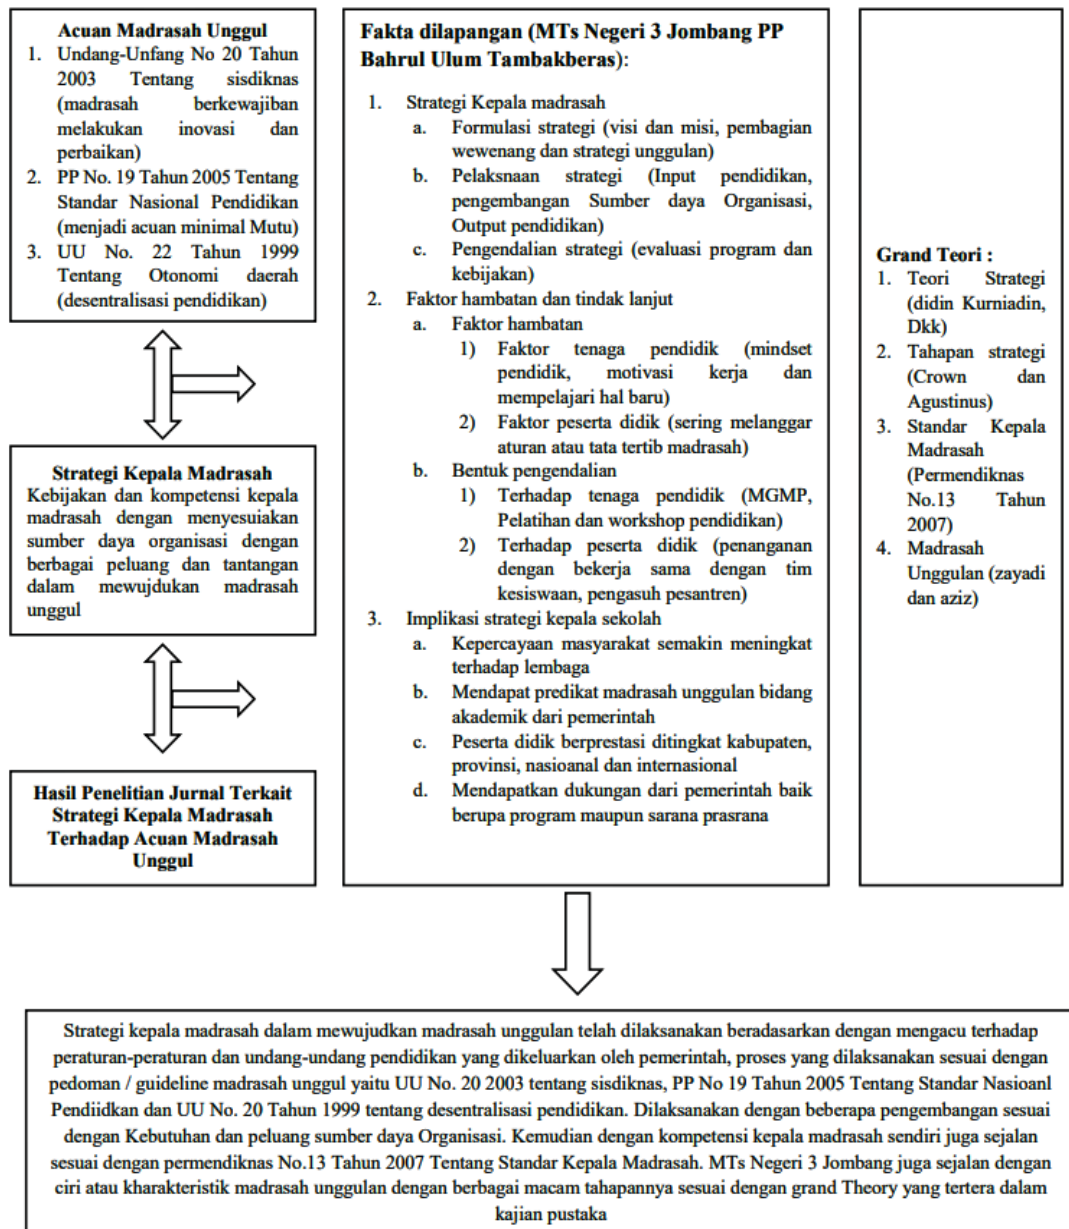 Acuan Madrasah Unggul
1. Undang-Unfang No 20 Tahun
2003 Tentang sisdiknas
(madrasah berkewajiban
melakukan inovasi dan
perbaikan)
2. PP No. 19 Tahun 2005 Tentang
Standar Nasional Pendidikan
(menjadi acuan minimal Mutu)
3. UU No. 22 Tahun 1999
Tentang Otonomi daerah
(desentralisasi pendidikan)
Strategi Kepala Madrasah
Kebijakan dan kompetensi kepala
madrasah dengan menyesuiakan
sumber daya organisasi dengan
berbagai peluang dan tantangan
dalam mewujdukan madrasah
unggul
Hasil Penelitian Jurnal Terkait
Strategi Kepala Madrasah
Terhadap Acuan Madrasah
Unggul
Fakta dilapangan (MTs Negeri 3 Jombang PP
Bahrul Ulum Tambakberas):
1. Strategi Kepala madrasah
a. Formulasi strategi (visi dan misi, pembagian
wewenang dan strategi unggulan)
b. Pelaksnaan strategi (Input pendidikan,
pengembangan Sumber daya Organisasi,
Output pendidikan)
c. Pengendalian strategi (evaluasi program dan
kebijakan)
2. Faktor hambatan dan tindak lanjut
a. Faktor hambatan
1) Faktor tenaga pendidik (mindset
pendidik, motivasi kerja dan
mempelajari hal baru)
2) Faktor peserta didik (sering melanggar
aturan atau tata tertib madrasah)
b. Bentuk pengendalian
1) Terhadap tenaga pendidik (MGMP,
Pelatihan dan workshop pendidikan)
2) Terhadap peserta didik (penanganan
dengan bekerja sama dengan tim
kesiswaan, pengasuh pesantren)
3. Implikasi strategi kepala sekolah
a. Kepercayaan masyarakat semakin meningkat
terhadap lembaga
b. Mendapat predikat madrasah unggulan bidang
akademik dari pemerintah
c. Peserta didik berprestasi ditingkat kabupaten,
provinsi, nasioanal dan internasional
d. Mendapatkan dukungan dari pemerintah baik
berupa program maupun sarana prasrana
Grand Teori :
1. Teori Strategi
(didin Kurniadin,
Dkk)
2. Tahapan strategi
(Crown dan
Agustinus)
3. Standar Kepala
Madrasah
(Permendiknas
No.13 Tahun
2007)
4. Madrasah
Unggulan (zayadi
dan aziz)
Strategi kepala madrasah dalam mewujudkan madrasah unggulan telah dilaksanakan beradasarkan dengan mengacu terhadap
peraturan-peraturan dan undang-undang pendidikan yang dikeluarkan oleh pemerintah, proses yang dilaksanakan sesuai dengan
pedoman / guideline madrasah unggul yaitu UU No. 20 2003 tentang sisdiknas, PP No 19 Tahun 2005 Tentang Standar Nasioanl
Pendiidkan dan UU No. 20 Tahun 1999 tentang desentralisasi pendidikan. Dilaksanakan dengan beberapa pengembangan sesuai
dengan Kebutuhan dan peluang sumber daya Organisasi. Kemudian dengan kompetensi kepala madrasah sendiri juga sejalan
sesuai dengan permendiknas No.13 Tahun 2007 Tentang Standar Kepala Madrasah. MTs Negeri 3 Jombang juga sejalan dengan
ciri atau kharakteristik madrasah unggulan dengan berbagai macam tahapannya sesuai dengan grand Theory yang tertera dalam
kajian pustaka